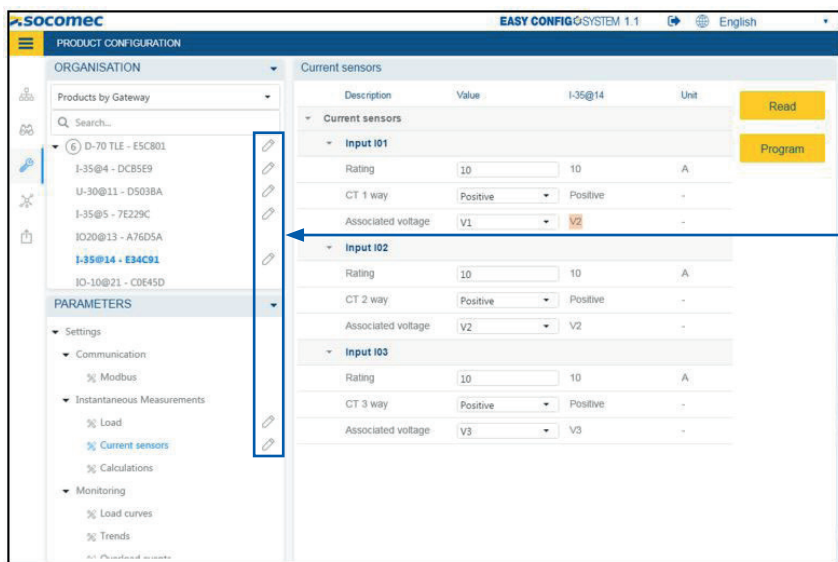 socomec
EASY CONFIG SYSTEM 1.1
English
PRODUCT CONFIGURATION
ORGANISATION
Products by Gateway
Search...
6 D-70 TLE - E5C801
I-35@4 - DCB5E9
U-30@11 - D503BA
I-35@5 - 7E229C
IO20@13 - A76D5A
I-35@14 - E34C91
IO-10@21 - C0E45D
PARAMETERS
Settings
Communication
Modbus
Instantaneous Measurements
Load
Current sensors
Calculations
Monitoring
Load curves
Trends
Overload events
Current sensors
Description Value I-35@14 Unit
Current sensors
Input I01
Rating 10 10 A
CT 1 way Positive Positive -
Associated voltage V1 V2 -
Input I02
Rating 10 10 A
CT 2 way Positive Positive -
Associated voltage V2 V2 -
Input I03
Rating 10 10 A
CT 3 way Positive Positive -
Associated voltage V3 V3 -
Read
Program